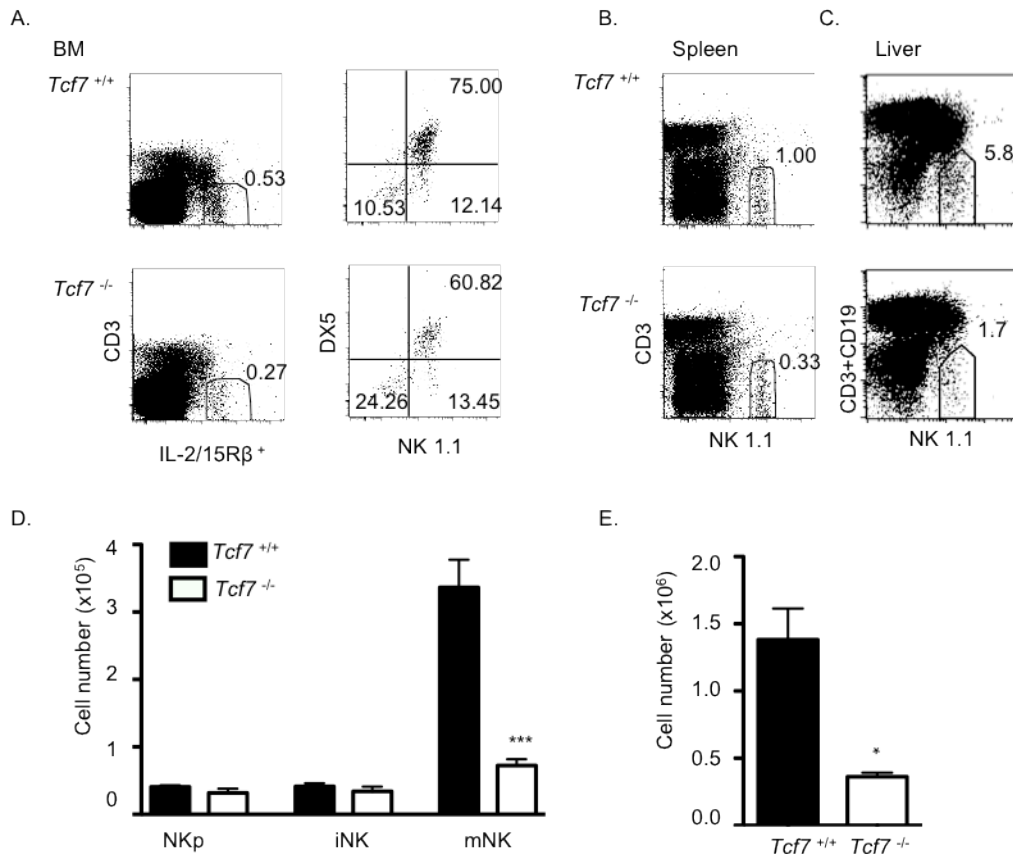 A.
BM
Tcf7 +/+
0.53
75.00
10.53
12.14
Tcf7 -/-
CD3
0.27
IL-2/15Rβ +
DX5
60.82
24.26
13.45
NK 1.1
B.
Spleen
Tcf7 +/+
1.00
Tcf7 -/-
CD3
0.33
NK 1.1
C.
Liver
5.8
CD3+CD19
1.7
NK 1.1
D.
Cell number (x10⁵)
4
3
2
1
0
Tcf7 +/+
Tcf7 -/-
***
NKp
iNK
mNK
E.
Cell number (x10⁶)
2.0
1.5
1.0
0.5
0.0
*
Tcf7 +/+
Tcf7 -/-